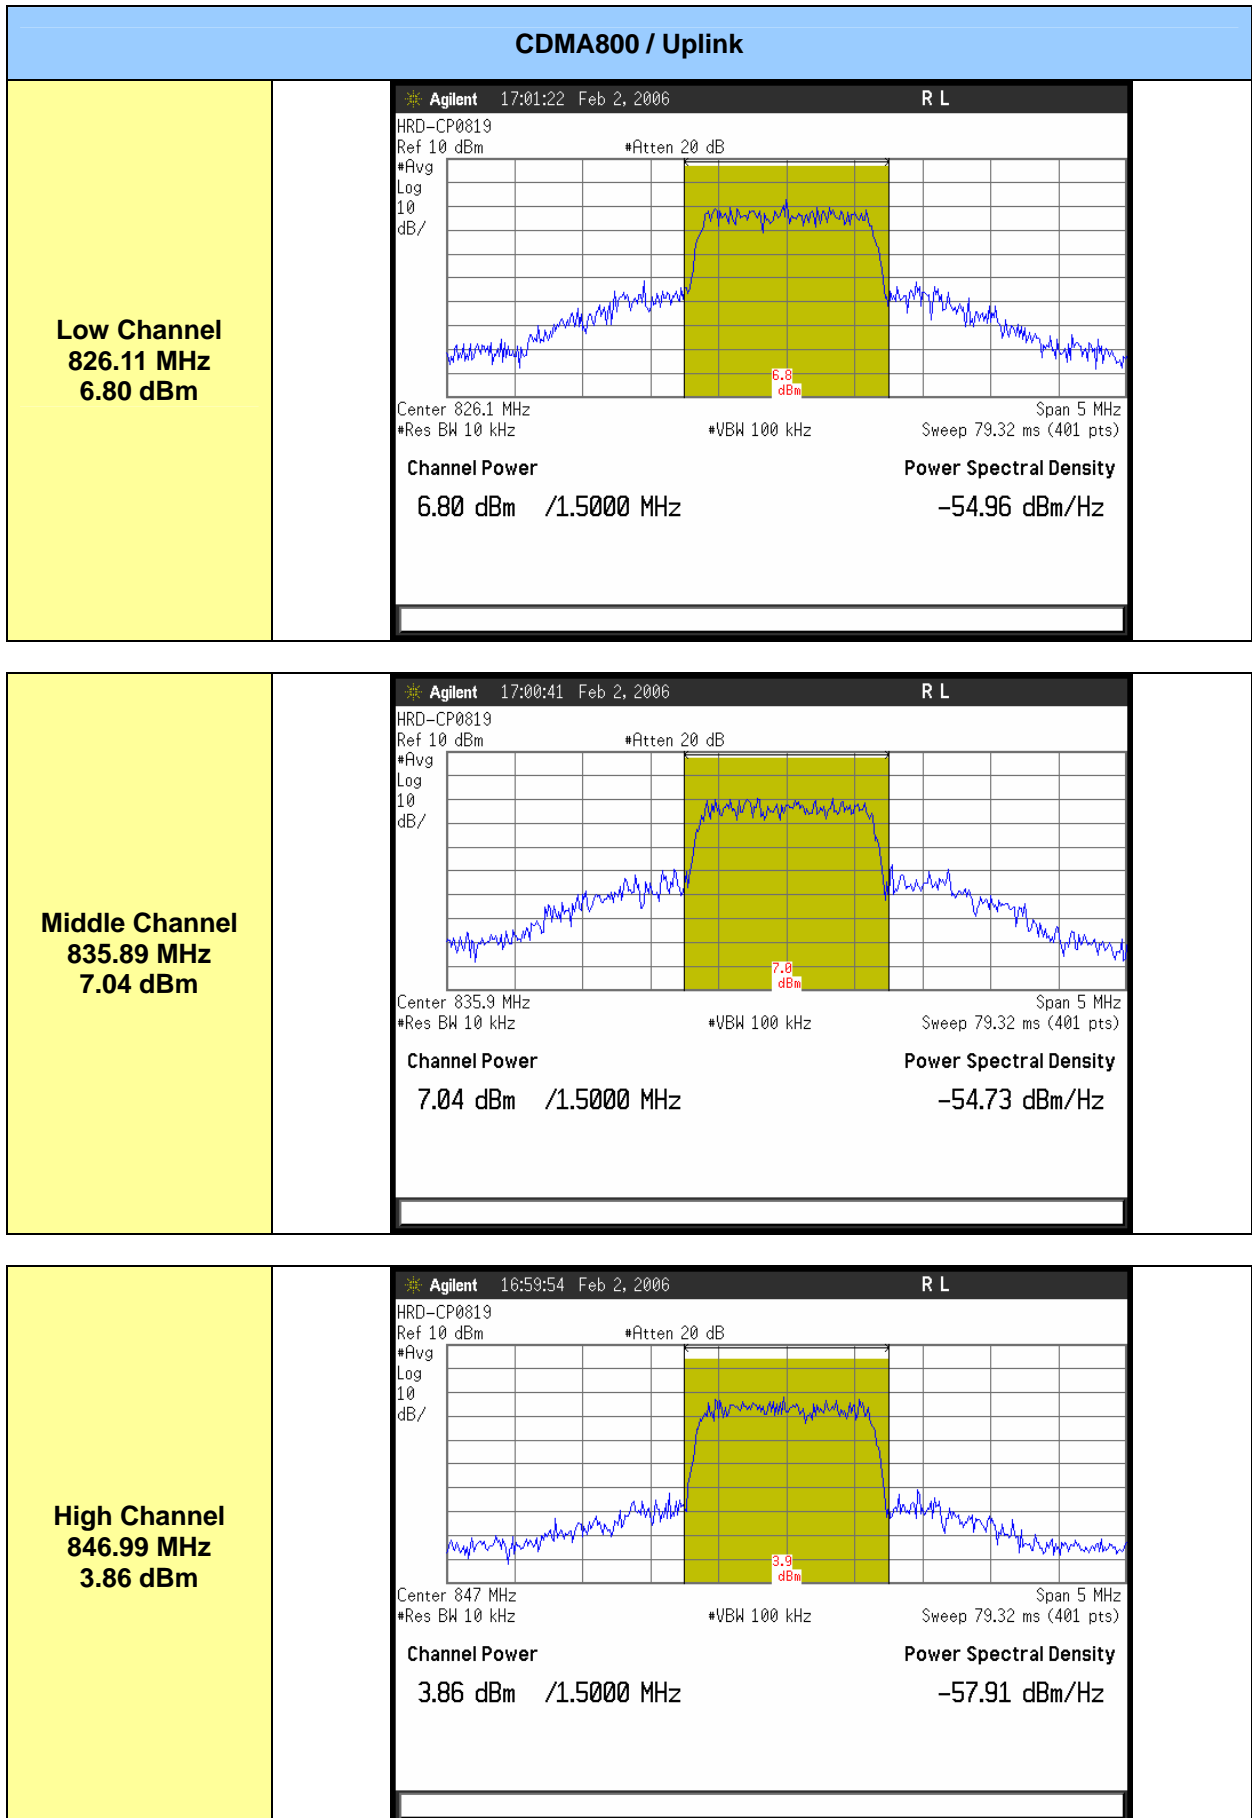 CDMA800 / Uplink
Low Channel
826.11 MHz
6.80 dBm
Agilent 17:01:22 Feb 2, 2006 R L
HRD-CP0819
Ref 10 dBm #Atten 20 dB
#Avg
Log
10
dB/
6.8
dBm
Center 826.1 MHz Span 5 MHz
#Res BW 10 kHz #VBW 100 kHz Sweep 79.32 ms (401 pts)
Channel Power Power Spectral Density
6.80 dBm /1.5000 MHz -54.96 dBm/Hz
Middle Channel
835.89 MHz
7.04 dBm
Agilent 17:00:41 Feb 2, 2006 R L
HRD-CP0819
Ref 10 dBm #Atten 20 dB
#Avg
Log
10
dB/
7.0
dBm
Center 835.9 MHz Span 5 MHz
#Res BW 10 kHz #VBW 100 kHz Sweep 79.32 ms (401 pts)
Channel Power Power Spectral Density
7.04 dBm /1.5000 MHz -54.73 dBm/Hz
High Channel
846.99 MHz
3.86 dBm
Agilent 16:59:54 Feb 2, 2006 R L
HRD-CP0819
Ref 10 dBm #Atten 20 dB
#Avg
Log
10
dB/
3.9
dBm
Center 847 MHz Span 5 MHz
#Res BW 10 kHz #VBW 100 kHz Sweep 79.32 ms (401 pts)
Channel Power Power Spectral Density
3.86 dBm /1.5000 MHz -57.91 dBm/Hz